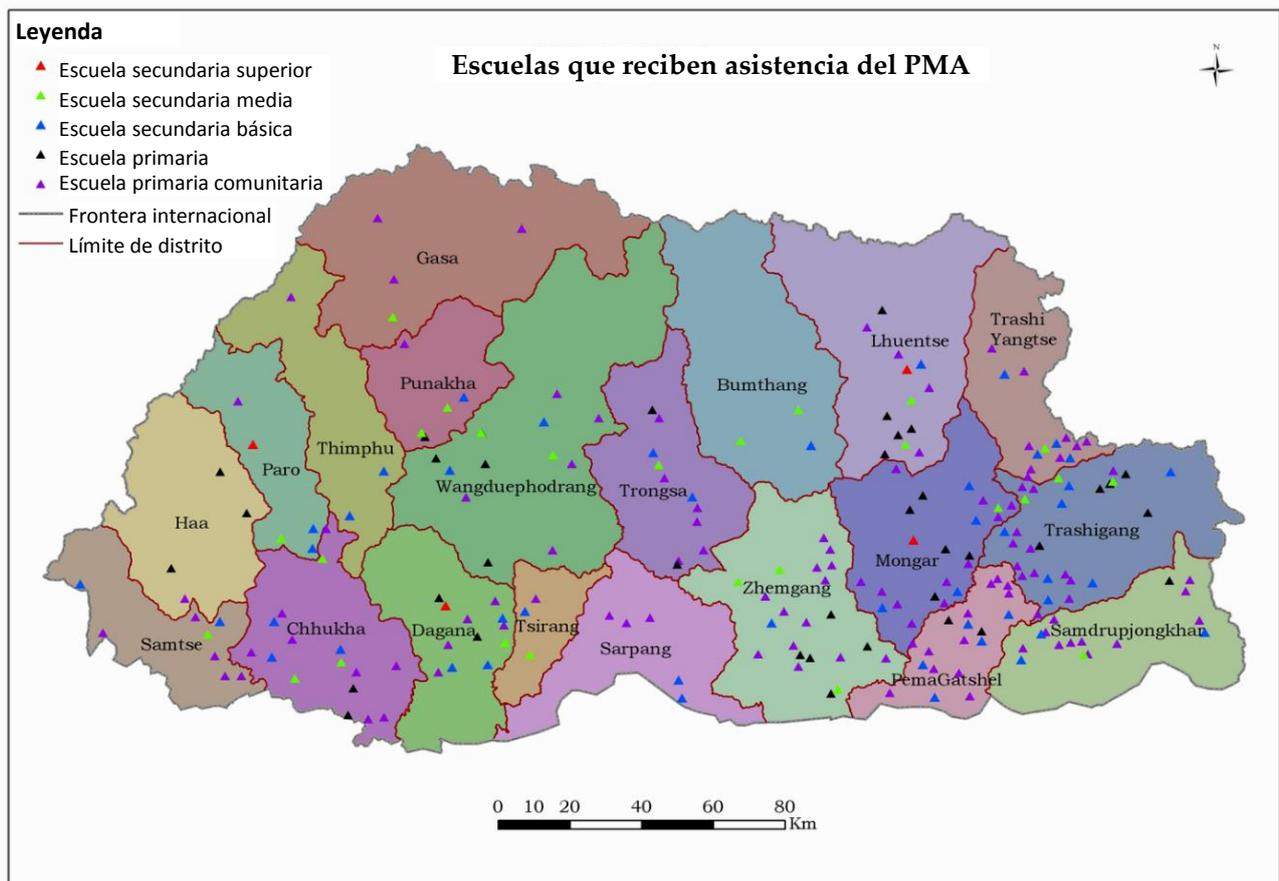 Leyenda
Escuelas que reciben asistencia del PMA
N
Escuela secundaria superior
Escuela secundaria media
Escuela secundaria básica
Escuela primaria
Escuela primaria comunitaria
Frontera internacional
Límite de distrito
Gasa
Trashi
Yangtse
Lhuentse
Punakha
Bumthang
Thimphu
Paro
Wangduephodrang
Trongsa
Haa
Trashigang
Mongar
Zhemgang
Chhukha
Dagana
Tsirang
Samtse
Sarpang
Samdrupjongkhar
PemaGatshel
0 10 20 40 60 80
Km